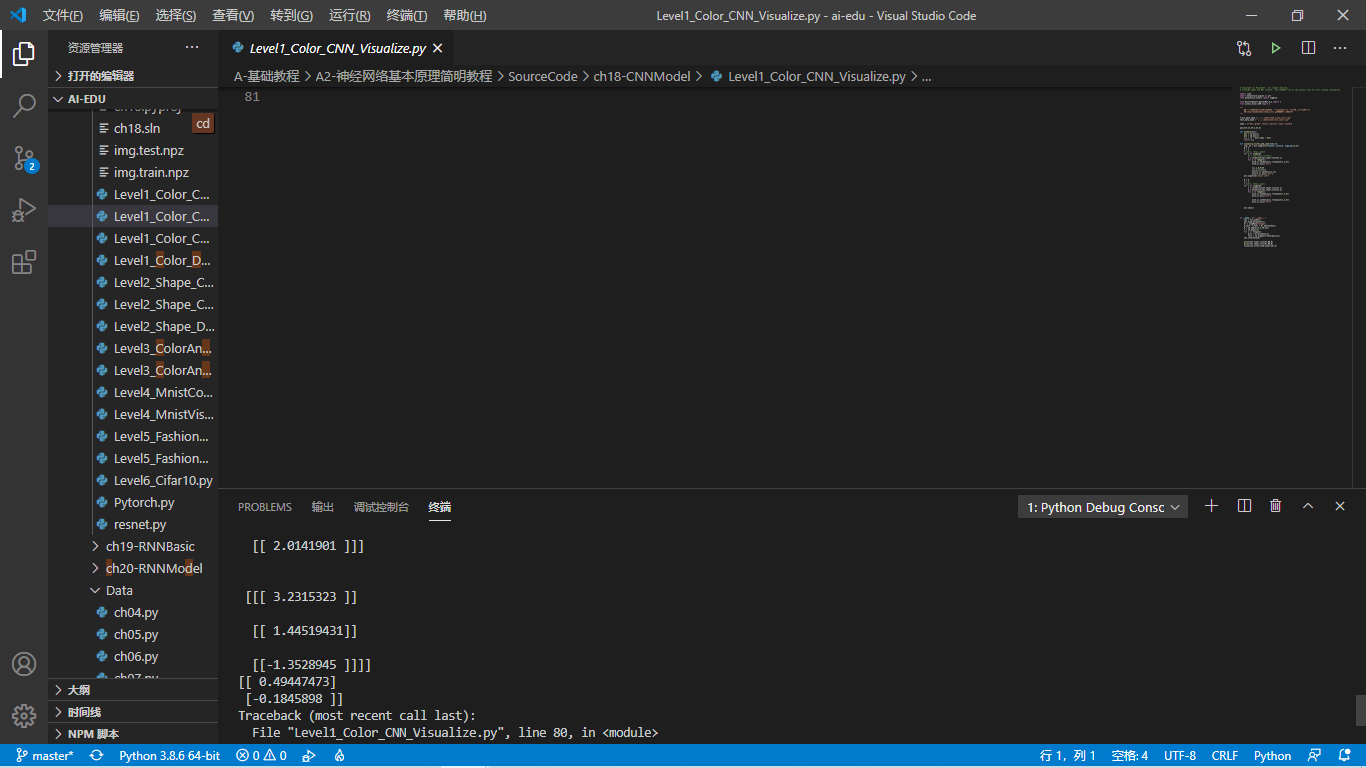 文件(F) 编辑(E) 选择(S) 查看(V) 转到(G) 运行(R) 终端(T) 帮助(H)
Level1_Color_CNN_Visualize.py - ai-edu - Visual Studio Code
资源管理器 ...
打开的编辑器
AI-EDU
ch18.sln
cd
img.test.npz
img.train.npz
Level1_Color_C...
Level1_Color_C...
Level1_Color_C...
Level1_Color_D...
Level2_Shape_C...
Level2_Shape_C...
Level2_Shape_D...
Level3_ColorAn...
Level3_ColorAn...
Level4_MnistCo...
Level4_MnistVis...
Level5_Fashion...
Level5_Fashion...
Level6_Cifar10.py
Pytorch.py
resnet.py
ch19-RNNBasic
ch20-RNNModel
Data
ch04.py
ch05.py
ch06.py
ch07.py
大纲
时间线
NPM 脚本
Level1_Color_CNN_Visualize.py
A-基础教程 > A2-神经网络基本原理简明教程 > SourceCode > ch18-CNNModel > Level1_Color_CNN_Visualize.py > ...
81
PROBLEMS 输出 调试控制台 终端
1: Python Debug Consc
[[ 2.0141901 ]]]
[[[ 3.2315323 ]]
[[ 1.44519431]]
[[-1.3528945 ]]]]
[[ 0.49447473]
[-0.1845898 ]]
Traceback (most recent call last):
File "Level1_Color_CNN_Visualize.py", line 80, in <module>
master* Python 3.8.6 64-bit 0 0
行 1，列 1 空格: 4 UTF-8 CRLF Python
2